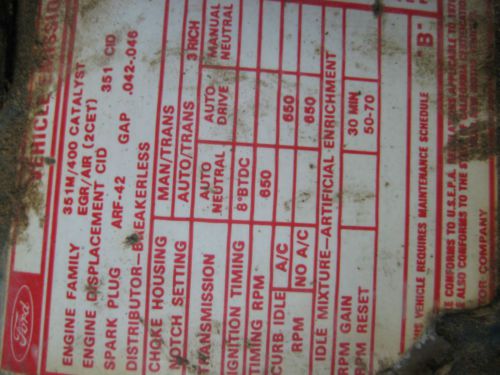 Ford
VEHICLE EMISSION
ENGINE FAMILY 351M/400 CATALYST
EGR/AIR (2CET)
ENGINE DISPLACEMENT CID 351 CID
SPARK PLUG ARF-42 GAP .042-.046
DISTRIBUTOR-BREAKERLESS
CHOKE HOUSING MAN/TRANS
NOTCH SETTING AUTO/TRANS 3 RICH
TRANSMISSION AUTO NEUTRAL AUTO DRIVE MANUAL NEUTRAL
IGNITION TIMING 8°BTDC
TIMING RPM 650
CURB IDLE RPM A/C 650
NO A/C 650
IDLE MIXTURE-ARTIFICIAL ENRICHMENT
RPM GAIN 30 MIN
RPM RESET 50-70
THIS VEHICLE REQUIRES MAINTENANCE SCHEDULE B
CONFORMS TO U.S.E.P.A. APPLICABLE
ALSO CONFORMS TO THE
MOTOR COMPANY